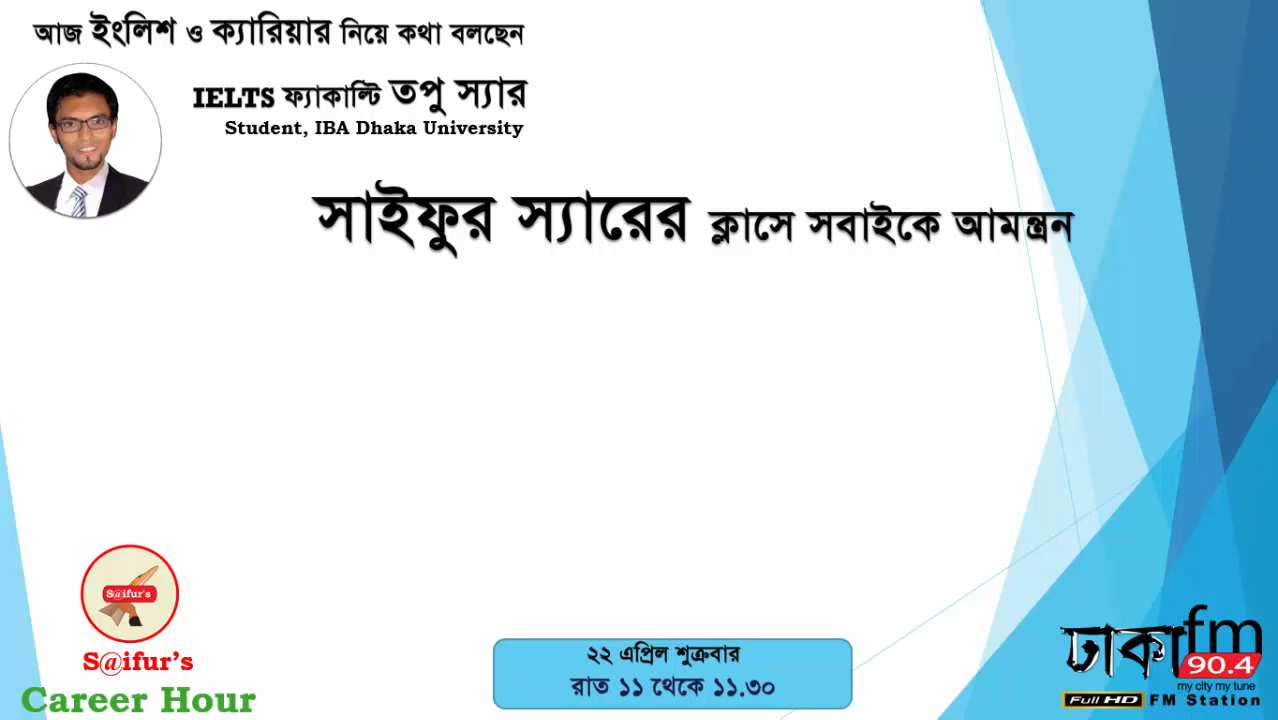 আজ ইংলিশ ও ক্যারিয়ার নিয়ে কথা বলছেন
IELTS ফ্যাকাল্টি তপু স্যার
Student, IBA Dhaka University
সাইফুর স্যারের ক্লাসে সবাইকে আমন্ত্রন
S@ifur's
S@ifur's
Career Hour
২২ এপ্রিল শুক্রবার
রাত ১১ থেকে ১১.৩০
ঢাকা fm
90.4
my city my tune
Full HD FM Station